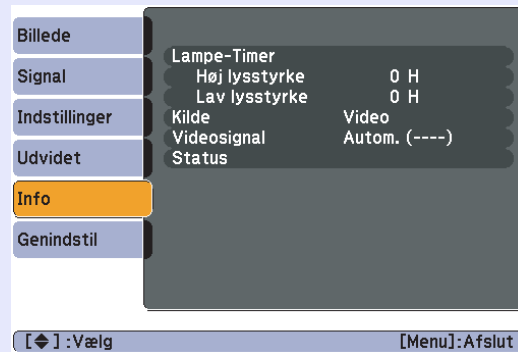 Billede
Signal
Indstillinger
Udvidet
Info
Genindstil
Lampe-Timer
Høj lysstyrke 0 H
Lav lysstyrke 0 H
Kilde Video
Videosignal Autom. (----)
Status
[◆] :Vælg [Menu]:Afslut